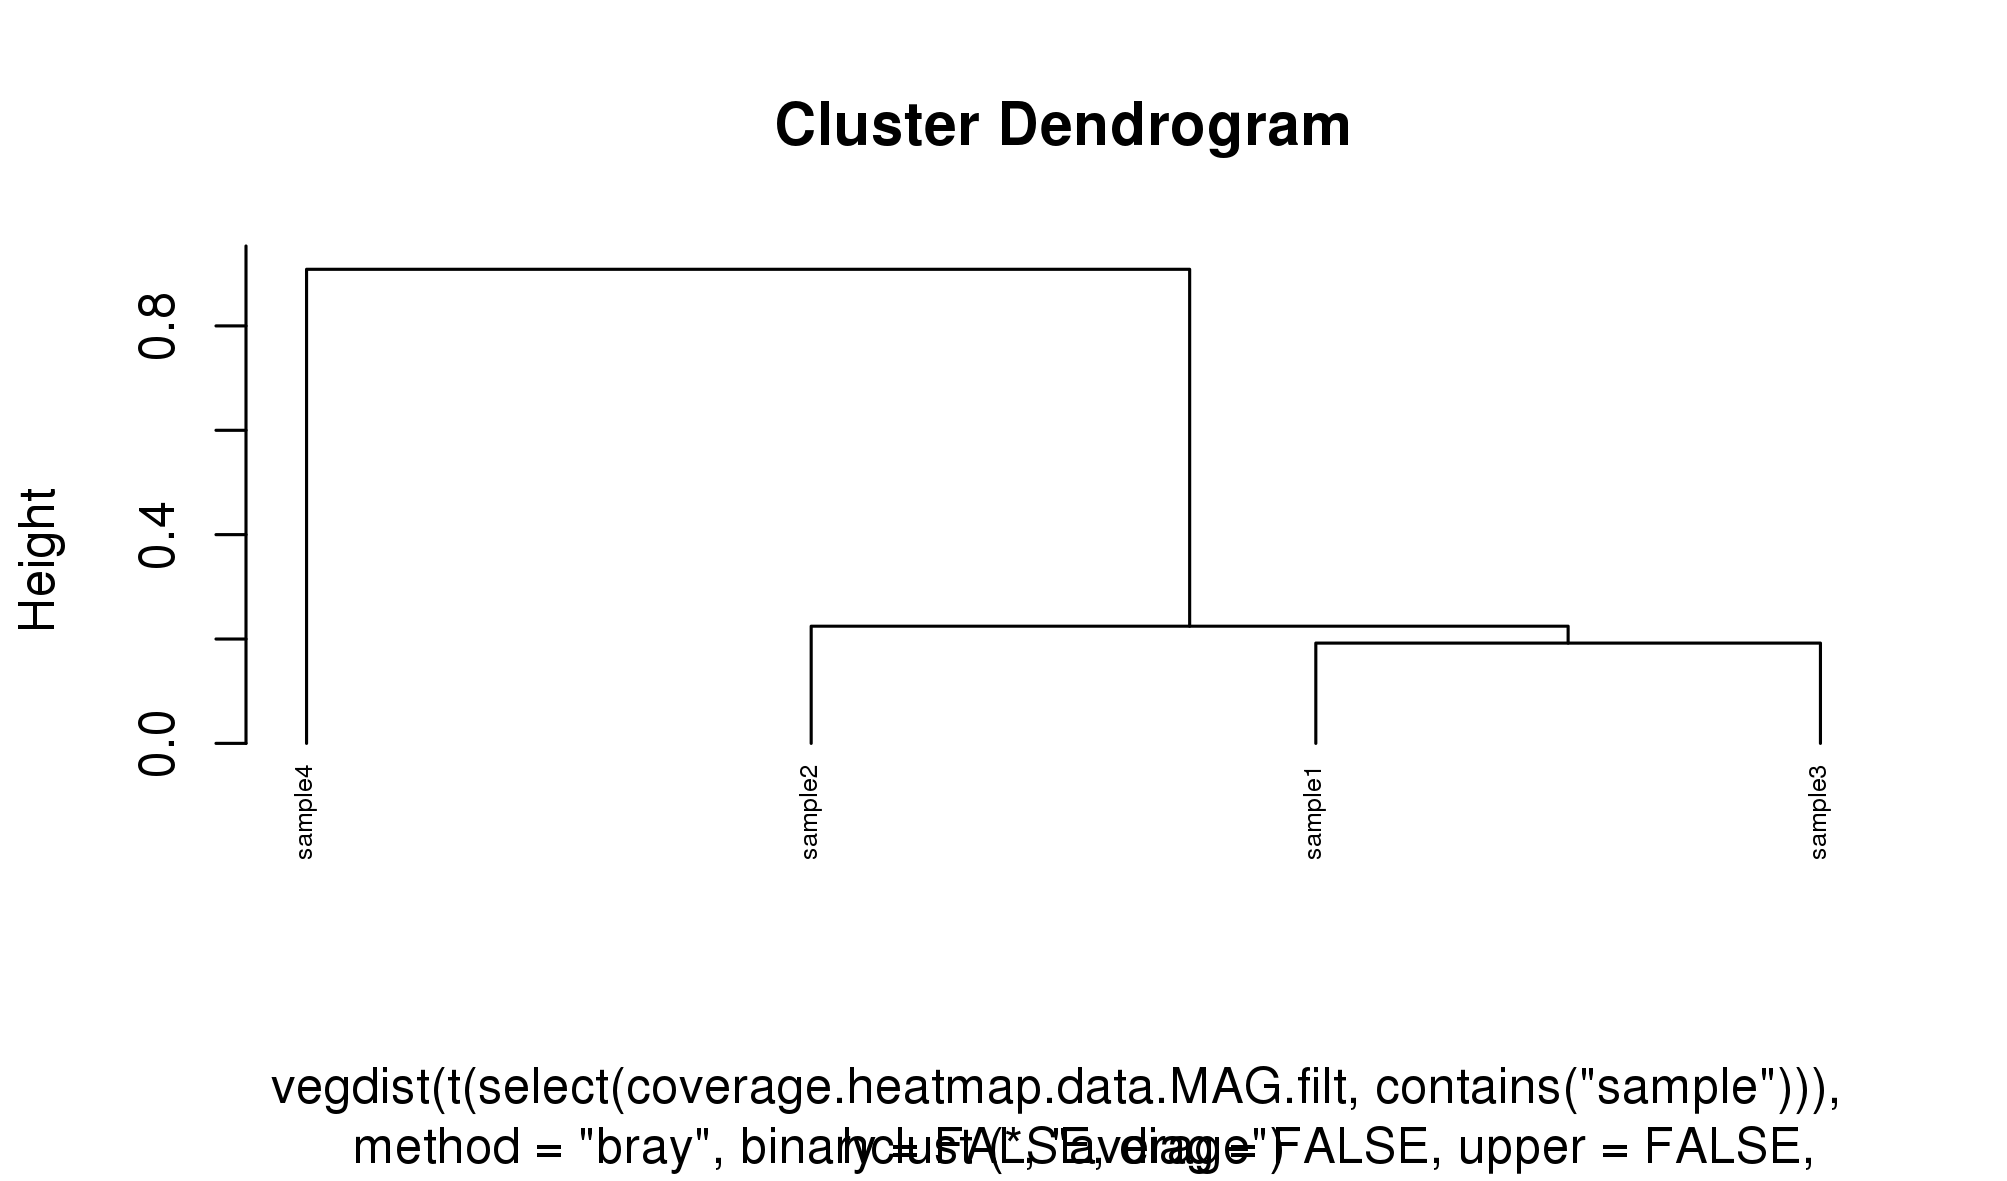 Cluster Dendrogram
Height
0.8
0.4
0.0
sample4
sample2
sample1
sample3
vegdist(t(select(coverage.heatmap.data.MAG.filt, contains("sample"))),
method = "bray", binary = FALSE, diag = FALSE, upper = FALSE,
hclust (*, "average")